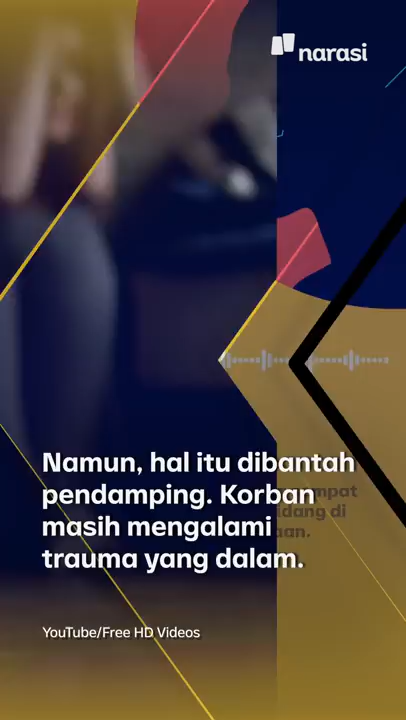 narasi
Namun, hal itu dibantah
pendamping. Korban
masih mengalami
trauma yang dalam.
YouTube/Free HD Videos